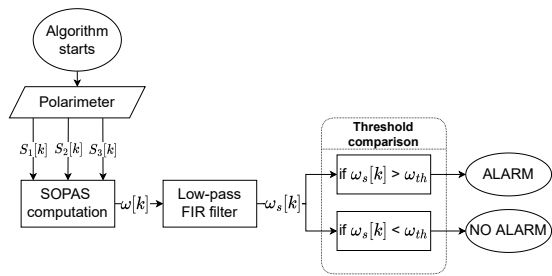 Algorithm
starts
Polarimeter
S₁[k] S₂[k] S₃[k]
SOPAS
computation
ω[k]
Low-pass
FIR filter
ωₛ[k]
Threshold
comparison
if ωₛ[k] > ωₜₕ
ALARM
if ωₛ[k] < ωₜₕ
NO ALARM